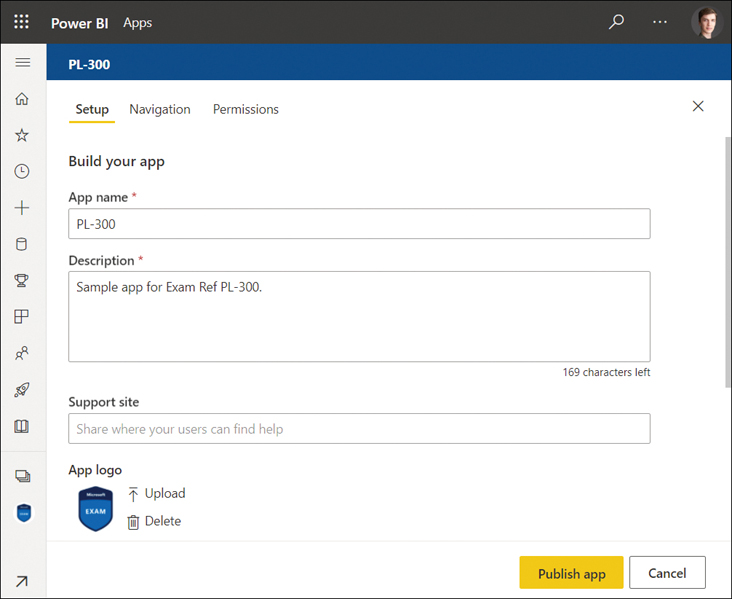 Power BI Apps
PL-300
Setup Navigation Permissions
Build your app
App name *
PL-300
Description *
Sample app for Exam Ref PL-300.
169 characters left
Support site
Share where your users can find help
App logo
Microsoft
EXAM
Upload
Delete
Publish app Cancel